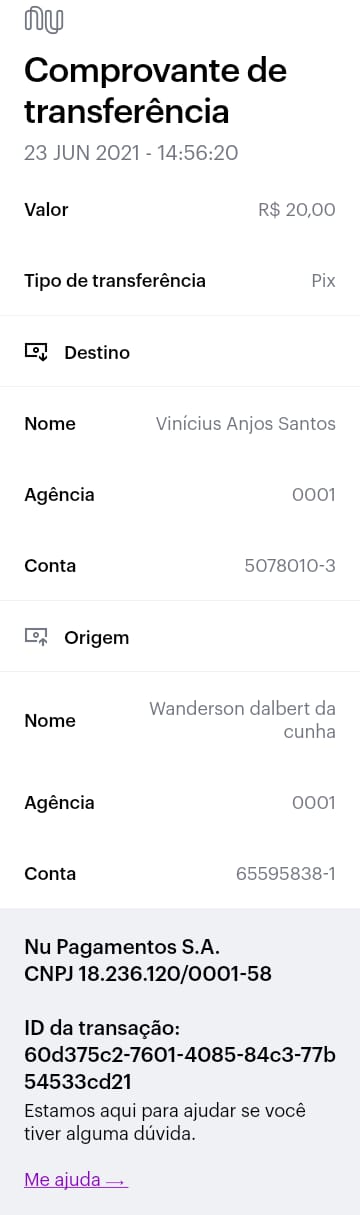 nu
Comprovante de
transferência
23 JUN 2021 - 14:56:20
Valor R$ 20,00
Tipo de transferência Pix
Destino
Nome Vinícius Anjos Santos
Agência 0001
Conta 5078010-3
Origem
Nome Wanderson dalbert da
cunha
Agência 0001
Conta 65595838-1
Nu Pagamentos S.A.
CNPJ 18.236.120/0001-58
ID da transação:
60d375c2-7601-4085-84c3-77b
54533cd21
Estamos aqui para ajudar se você
tiver alguma dúvida.
Me ajuda →